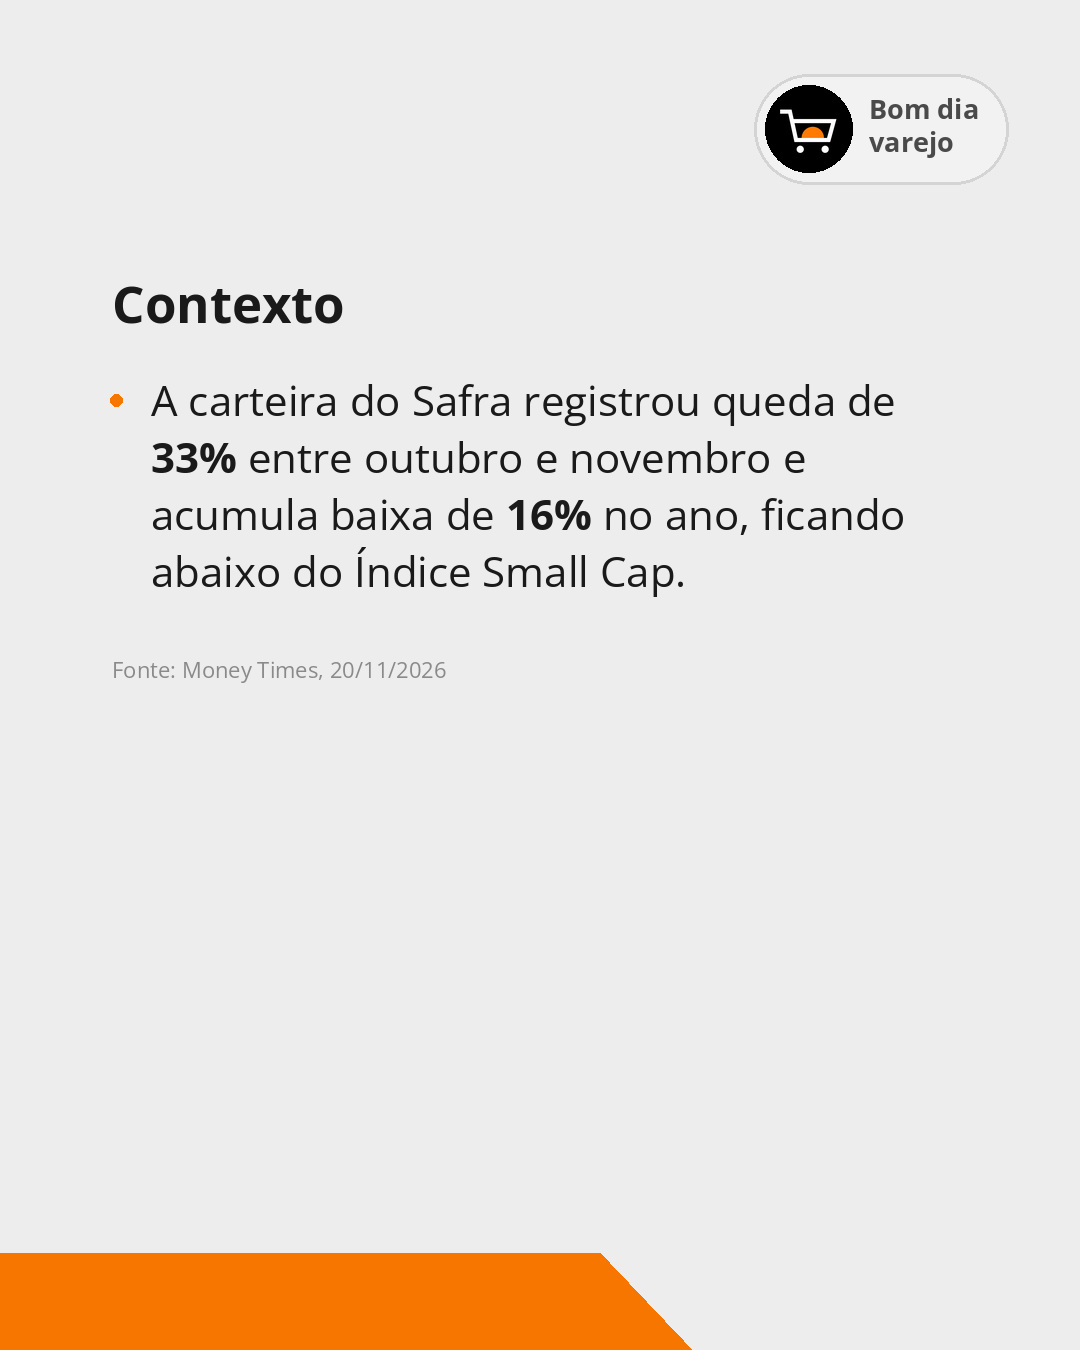 Bom dia
varejo
Contexto
A carteira do Safra registrou queda de
33% entre outubro e novembro e
acumula baixa de 16% no ano, ficando
abaixo do Índice Small Cap.
Fonte: Money Times, 20/11/2026